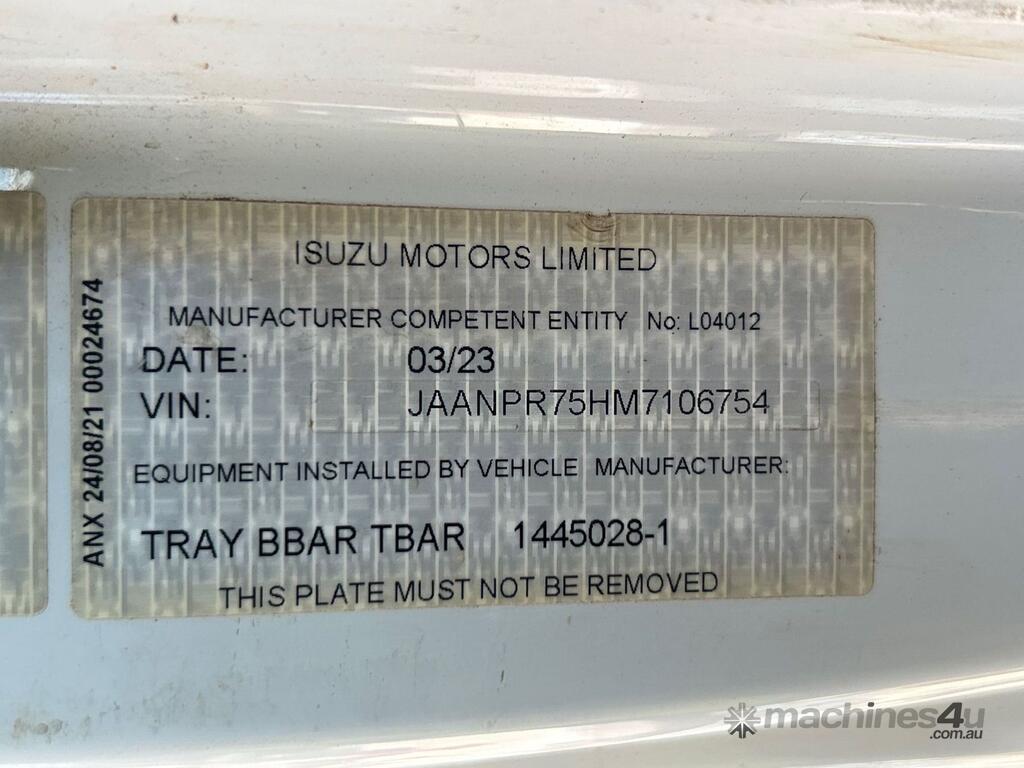 ISUZU MOTORS LIMITED
MANUFACTURER COMPETENT ENTITY No: L04012
DATE: 03/23
VIN: JAANPR75HM7106754
EQUIPMENT INSTALLED BY VEHICLE MANUFACTURER:
TRAY BBAR TBAR 1445028-1
THIS PLATE MUST NOT BE REMOVED
ANX 24/08/21 00024674
machines4u
.com.au